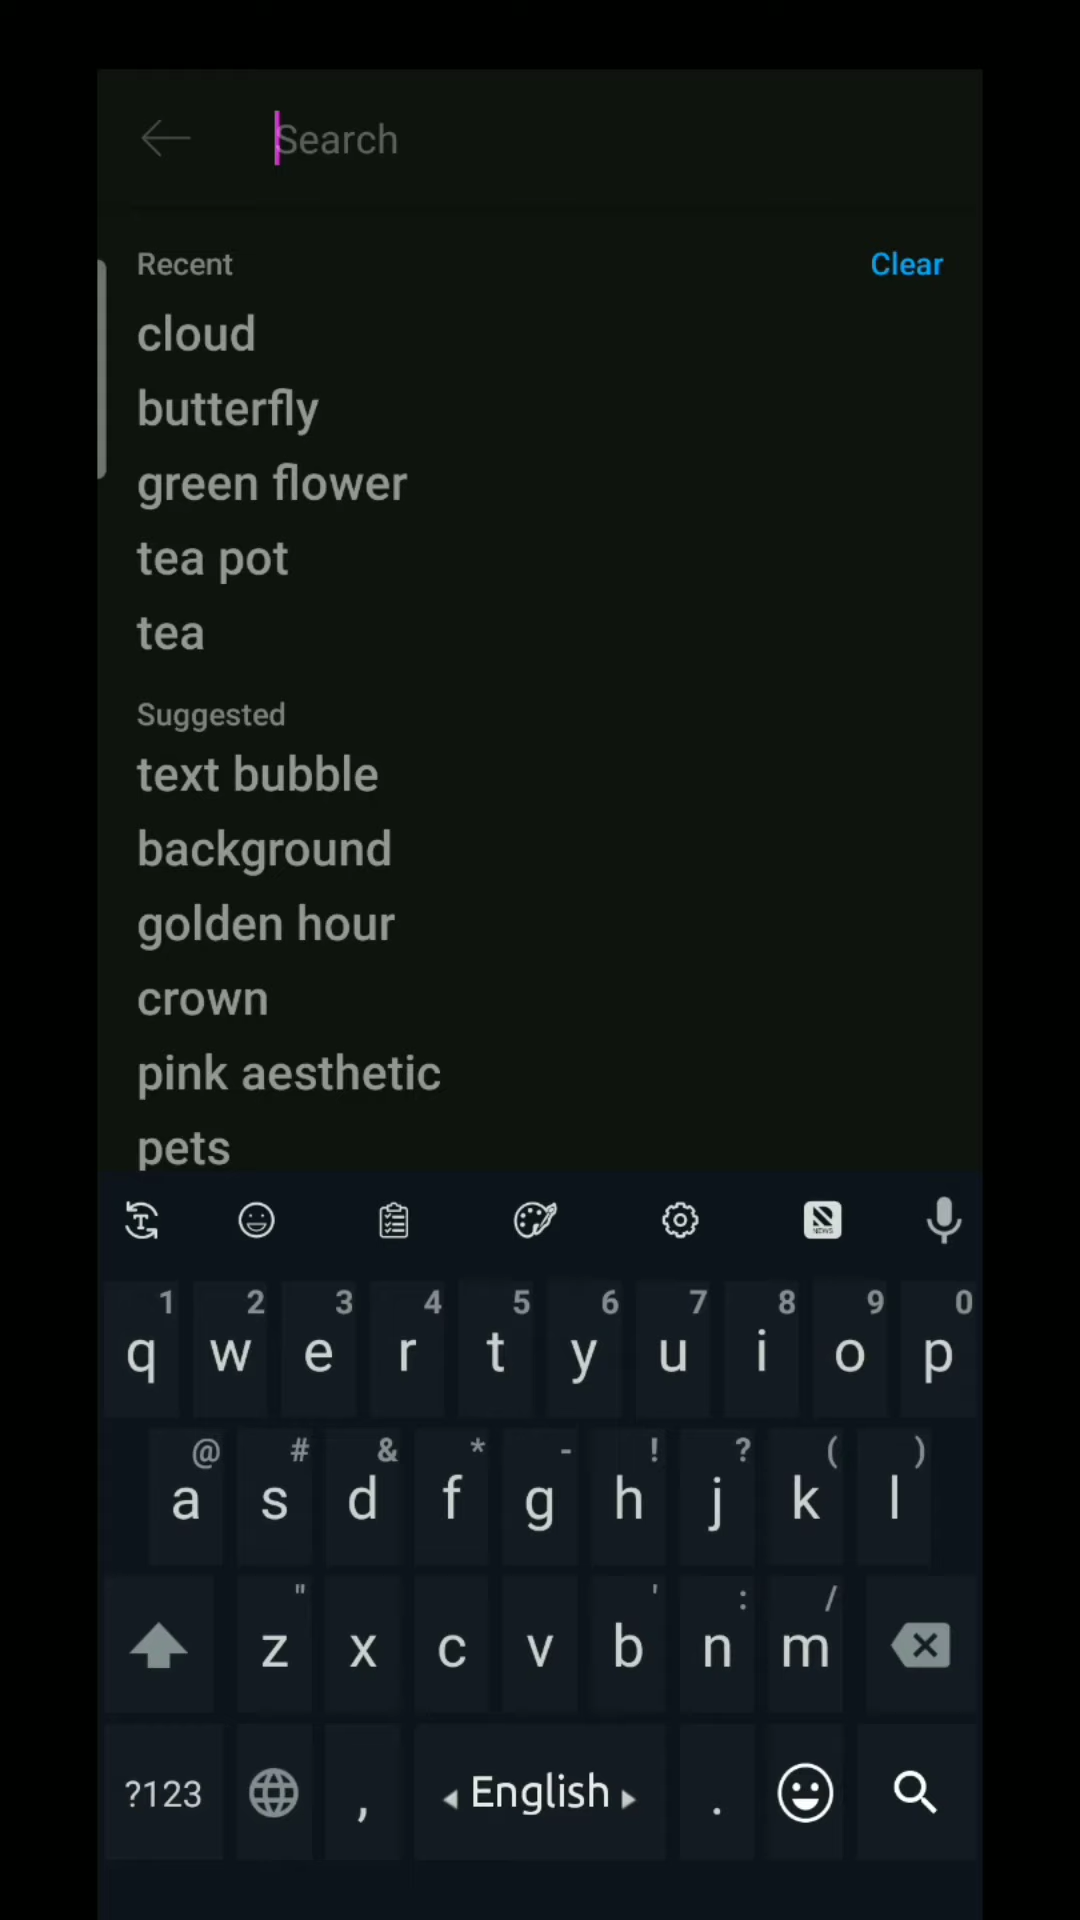 Search
Recent Clear
cloud
butterfly
green flower
tea pot
tea
Suggested
text bubble
background
golden hour
crown
pink aesthetic
pets
T NEWS
1 2 3 4 5 6 7 8 9 0
q w e r t y u i o p
@ # & * - ! ? ( )
a s d f g h j k l
" ' : /
z x c v b n m
?123 , English .